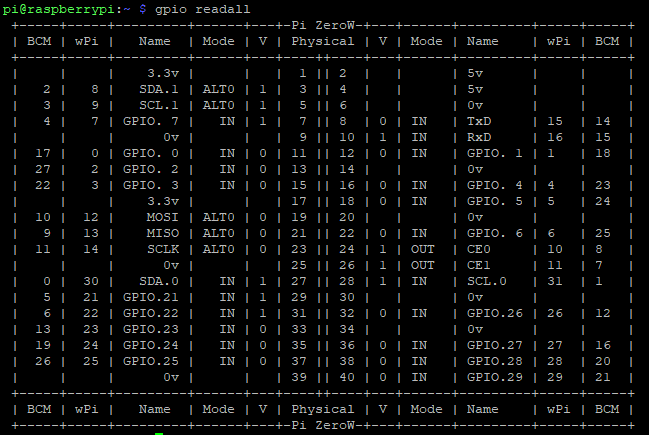 pi@raspberrypi:~ $ gpio readall
 +-----+-----+---------+------+---+-Pi ZeroW-+---+------+---------+-----+-----+
 | BCM | wPi |   Name  | Mode | V | Physical | V | Mode | Name    | wPi | BCM |
 +-----+-----+---------+------+---+----++----+---+------+---------+-----+-----+
 |     |     |    3.3v |      |   |  1 || 2  |   |      | 5v      |     |     |
 |   2 |   8 |   SDA.1 | ALT0 | 1 |  3 || 4  |   |      | 5v      |     |     |
 |   3 |   9 |   SCL.1 | ALT0 | 1 |  5 || 6  |   |      | 0v      |     |     |
 |   4 |   7 | GPIO. 7 |   IN | 1 |  7 || 8  | 0 | IN   | TxD     | 15  | 14  |
 |     |     |      0v |      |   |  9 || 10 | 1 | IN   | RxD     | 16  | 15  |
 |  17 |   0 | GPIO. 0 |   IN | 0 | 11 || 12 | 0 | IN   | GPIO. 1 | 1   | 18  |
 |  27 |   2 | GPIO. 2 |   IN | 0 | 13 || 14 |   |      | 0v      |     |     |
 |  22 |   3 | GPIO. 3 |   IN | 0 | 15 || 16 | 0 | IN   | GPIO. 4 | 4   | 23  |
 |     |     |    3.3v |      |   | 17 || 18 | 0 | IN   | GPIO. 5 | 5   | 24  |
 |  10 |  12 |    MOSI | ALT0 | 0 | 19 || 20 |   |      | 0v      |     |     |
 |   9 |  13 |    MISO | ALT0 | 0 | 21 || 22 | 0 | IN   | GPIO. 6 | 6   | 25  |
 |  11 |  14 |    SCLK | ALT0 | 0 | 23 || 24 | 1 | OUT  | CE0     | 10  | 8   |
 |     |     |      0v |      |   | 25 || 26 | 1 | OUT  | CE1     | 11  | 7   |
 |   0 |  30 |   SDA.0 |   IN | 1 | 27 || 28 | 1 | IN   | SCL.0   | 31  | 1   |
 |   5 |  21 | GPIO.21 |   IN | 1 | 29 || 30 |   |      | 0v      |     |     |
 |   6 |  22 | GPIO.22 |   IN | 1 | 31 || 32 | 0 | IN   | GPIO.26 | 26  | 12  |
 |  13 |  23 | GPIO.23 |   IN | 0 | 33 || 34 |   |      | 0v      |     |     |
 |  19 |  24 | GPIO.24 |   IN | 0 | 35 || 36 | 0 | IN   | GPIO.27 | 27  | 16  |
 |  26 |  25 | GPIO.25 |   IN | 0 | 37 || 38 | 0 | IN   | GPIO.28 | 28  | 20  |
 |     |     |      0v |      |   | 39 || 40 | 0 | IN   | GPIO.29 | 29  | 21  |
 +-----+-----+---------+------+---+----++----+---+------+---------+-----+-----+
 | BCM | wPi |   Name  | Mode | V | Physical | V | Mode | Name    | wPi | BCM |
 +-----+-----+---------+------+---+-Pi ZeroW-+---+------+---------+-----+-----+